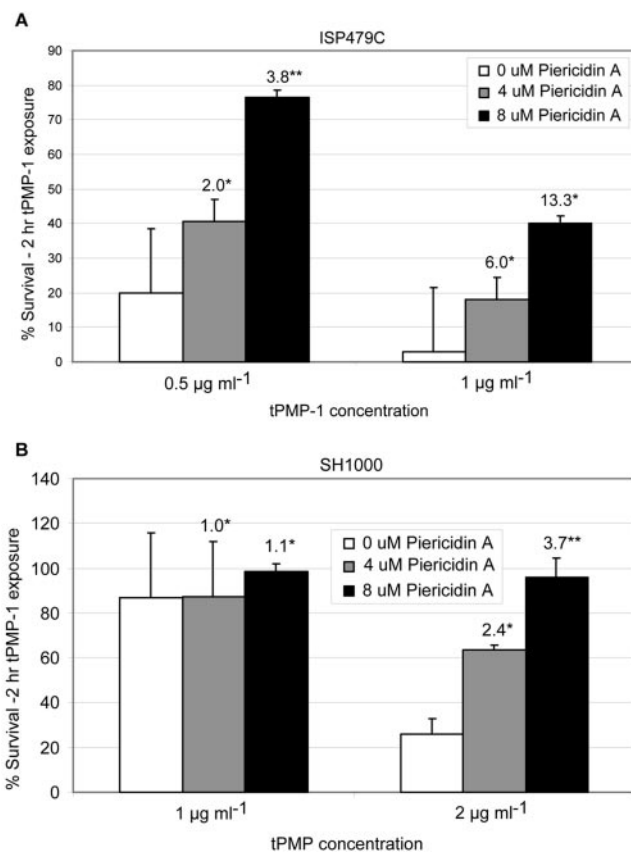 A
ISP479C
% Survival - 2 hr tPMP-1 exposure
90
80
70
60
50
40
30
20
10
0
0 uM Piericidin A
4 uM Piericidin A
8 uM Piericidin A
2.0*
3.8**
6.0*
13.3*
0.5 µg ml-1
1 µg ml-1
tPMP-1 concentration
B
SH1000
% Survival -2 hr tPMP-1 exposure
140
120
100
80
60
40
20
0
0 uM Piericidin A
4 uM Piericidin A
8 uM Piericidin A
1.0*
1.1*
2.4*
3.7**
1 µg ml-1
2 µg ml-1
tPMP concentration